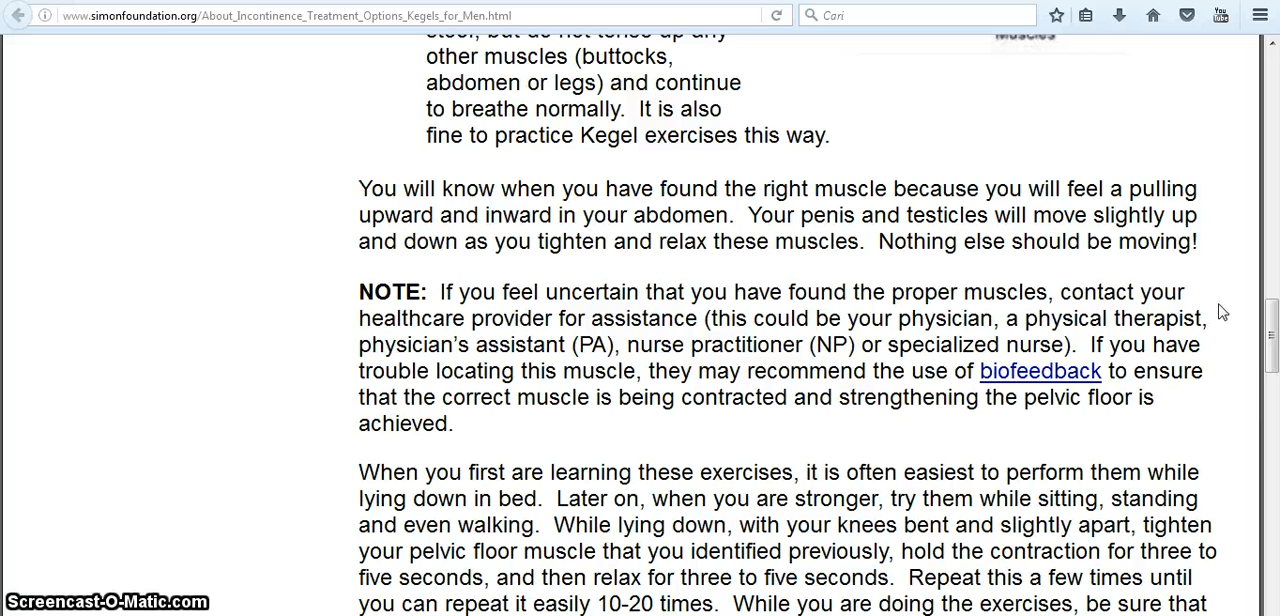 www.simonfoundation.org/About_Incontinence_Treatment_Options_Kegels_for_Men.html
Cari
You Tube
stool, but do not tense up any
Muscles
other muscles (buttocks,
abdomen or legs) and continue
to breathe normally.  It is also
fine to practice Kegel exercises this way.
You will know when you have found the right muscle because you will feel a pulling
upward and inward in your abdomen.  Your penis and testicles will move slightly up
and down as you tighten and relax these muscles.  Nothing else should be moving!
NOTE:  If you feel uncertain that you have found the proper muscles, contact your
healthcare provider for assistance (this could be your physician, a physical therapist,
physician’s assistant (PA), nurse practitioner (NP) or specialized nurse).  If you have
trouble locating this muscle, they may recommend the use of biofeedback to ensure
that the correct muscle is being contracted and strengthening the pelvic floor is
achieved.
When you first are learning these exercises, it is often easiest to perform them while
lying down in bed.  Later on, when you are stronger, try them while sitting, standing
and even walking.  While lying down, with your knees bent and slightly apart, tighten
your pelvic floor muscle that you identified previously, hold the contraction for three to
five seconds, and then relax for three to five seconds.  Repeat this a few times until
you can repeat it easily 10-20 times.  While you are doing the exercises, be sure that
Screencast-O-Matic.com